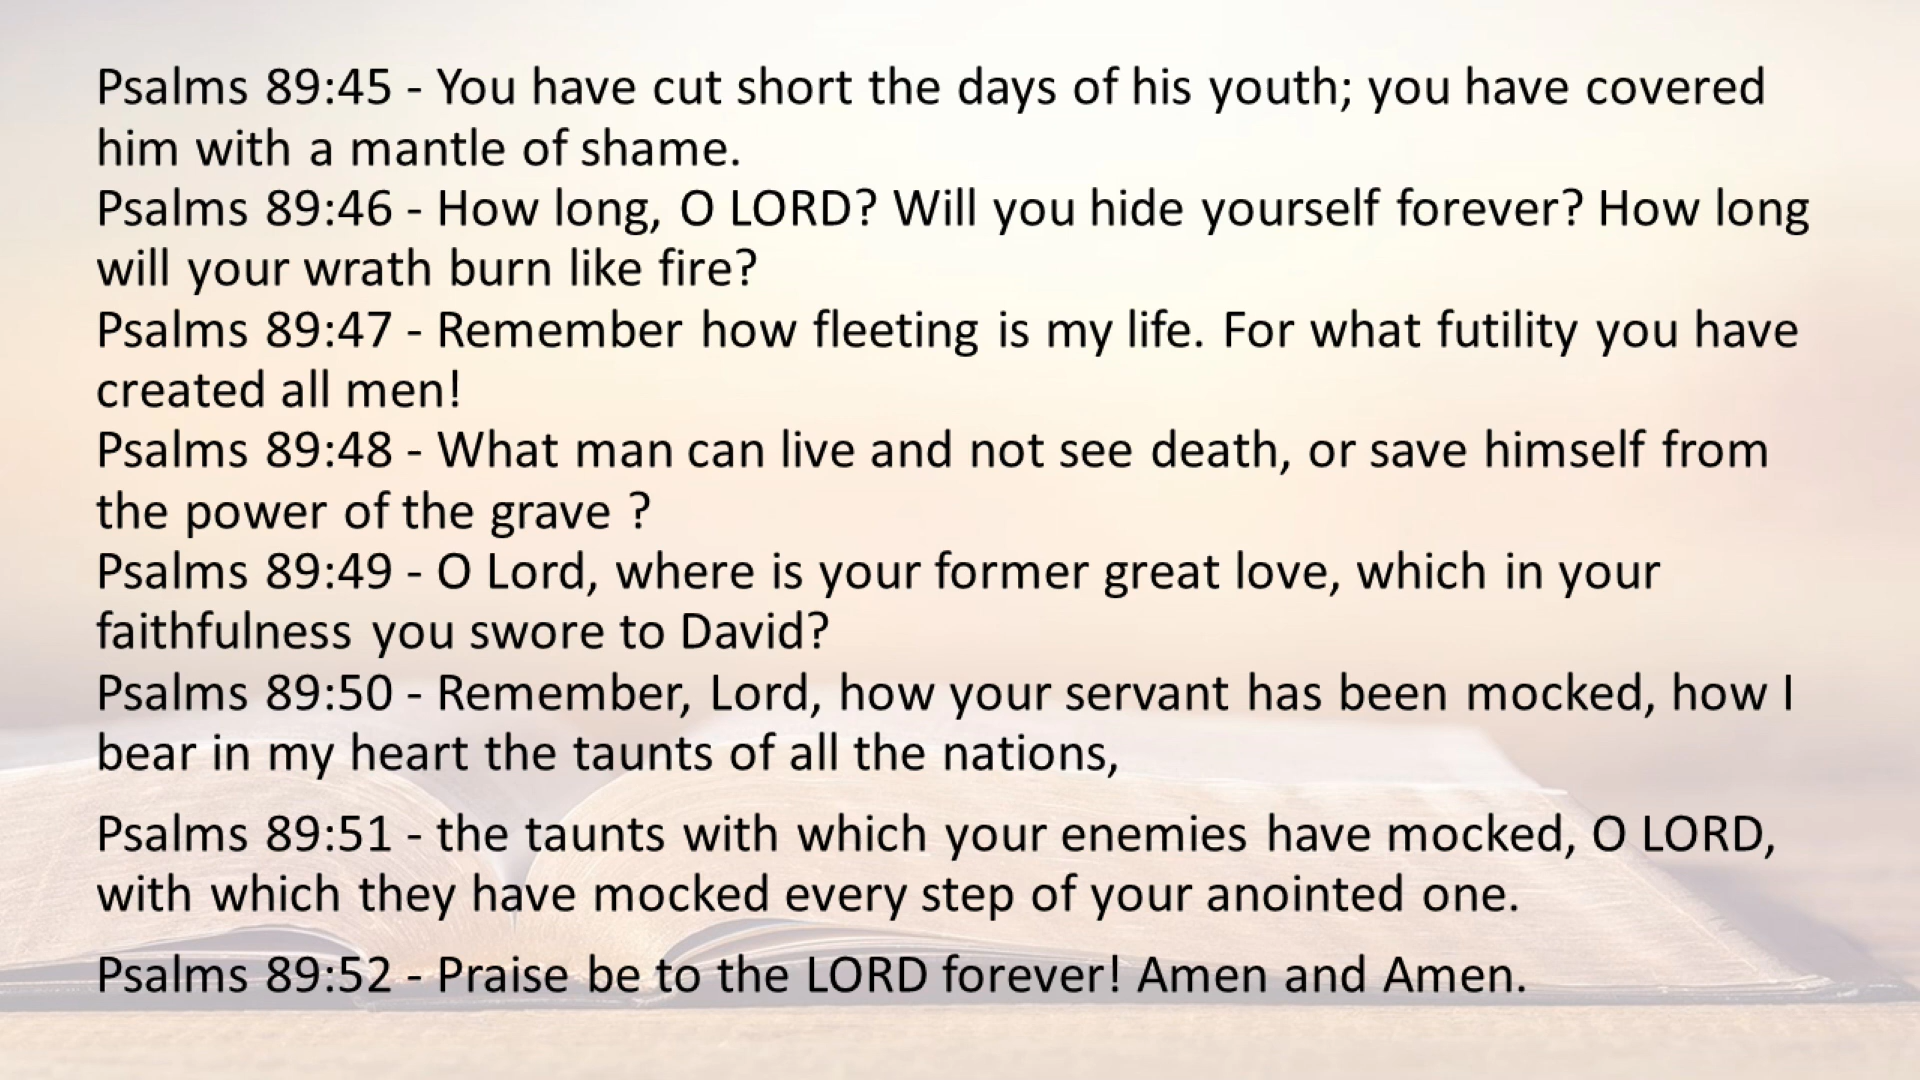 Psalms 89:45 - You have cut short the days of his youth; you have covered
him with a mantle of shame.
Psalms 89:46 - How long, O LORD? Will you hide yourself forever? How long
will your wrath burn like fire?
Psalms 89:47 - Remember how fleeting is my life. For what futility you have
created all men!
Psalms 89:48 - What man can live and not see death, or save himself from
the power of the grave ?
Psalms 89:49 - O Lord, where is your former great love, which in your
faithfulness you swore to David?
Psalms 89:50 - Remember, Lord, how your servant has been mocked, how I
bear in my heart the taunts of all the nations,
Psalms 89:51 - the taunts with which your enemies have mocked, O LORD,
with which they have mocked every step of your anointed one.
Psalms 89:52 - Praise be to the LORD forever! Amen and Amen.